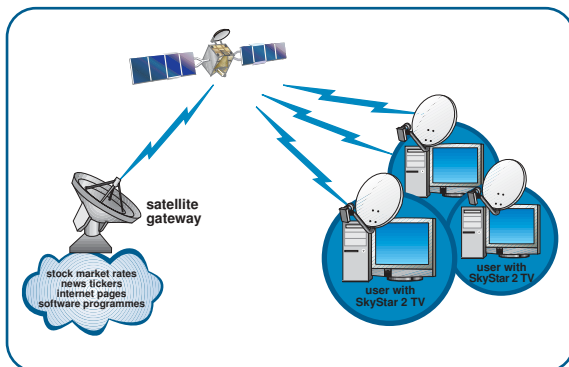 satellite
gateway
stock market rates
news tickers
internet pages
software programmes
user with
SkyStar 2 TV
user with
SkyStar 2 TV